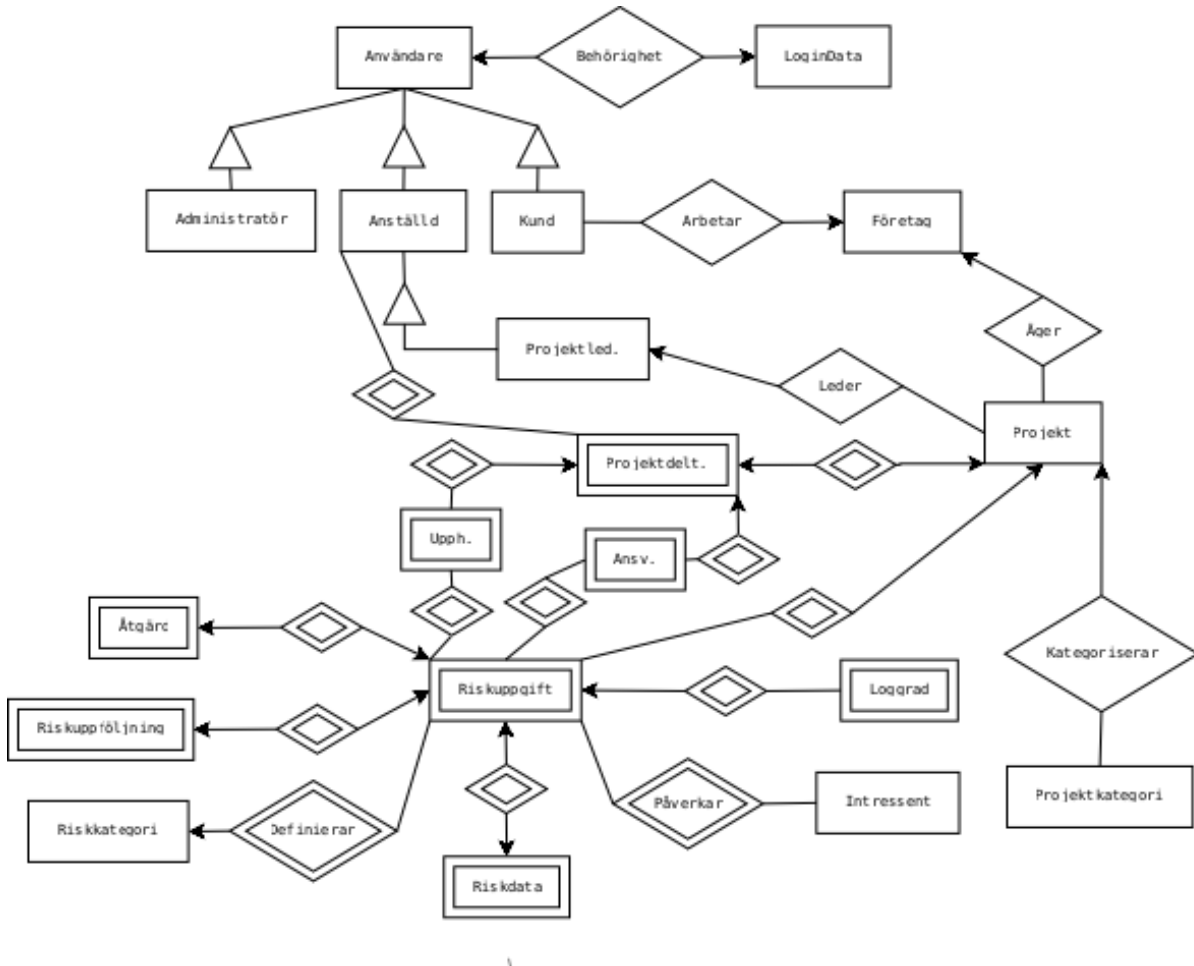 Användare
Behörighet
LoginData
Administratör
Anställd
Kund
Arbetar
Företag
Projektled.
Leder
Äger
Projekt
Projektdelt.
Upph.
Ansv.
Åtgärd
Kategoriserar
Riskuppgift
Loggrad
Riskuppföljning
Riskkategori
Definierar
Påverkar
Intressent
Projektkategori
Riskdata
\